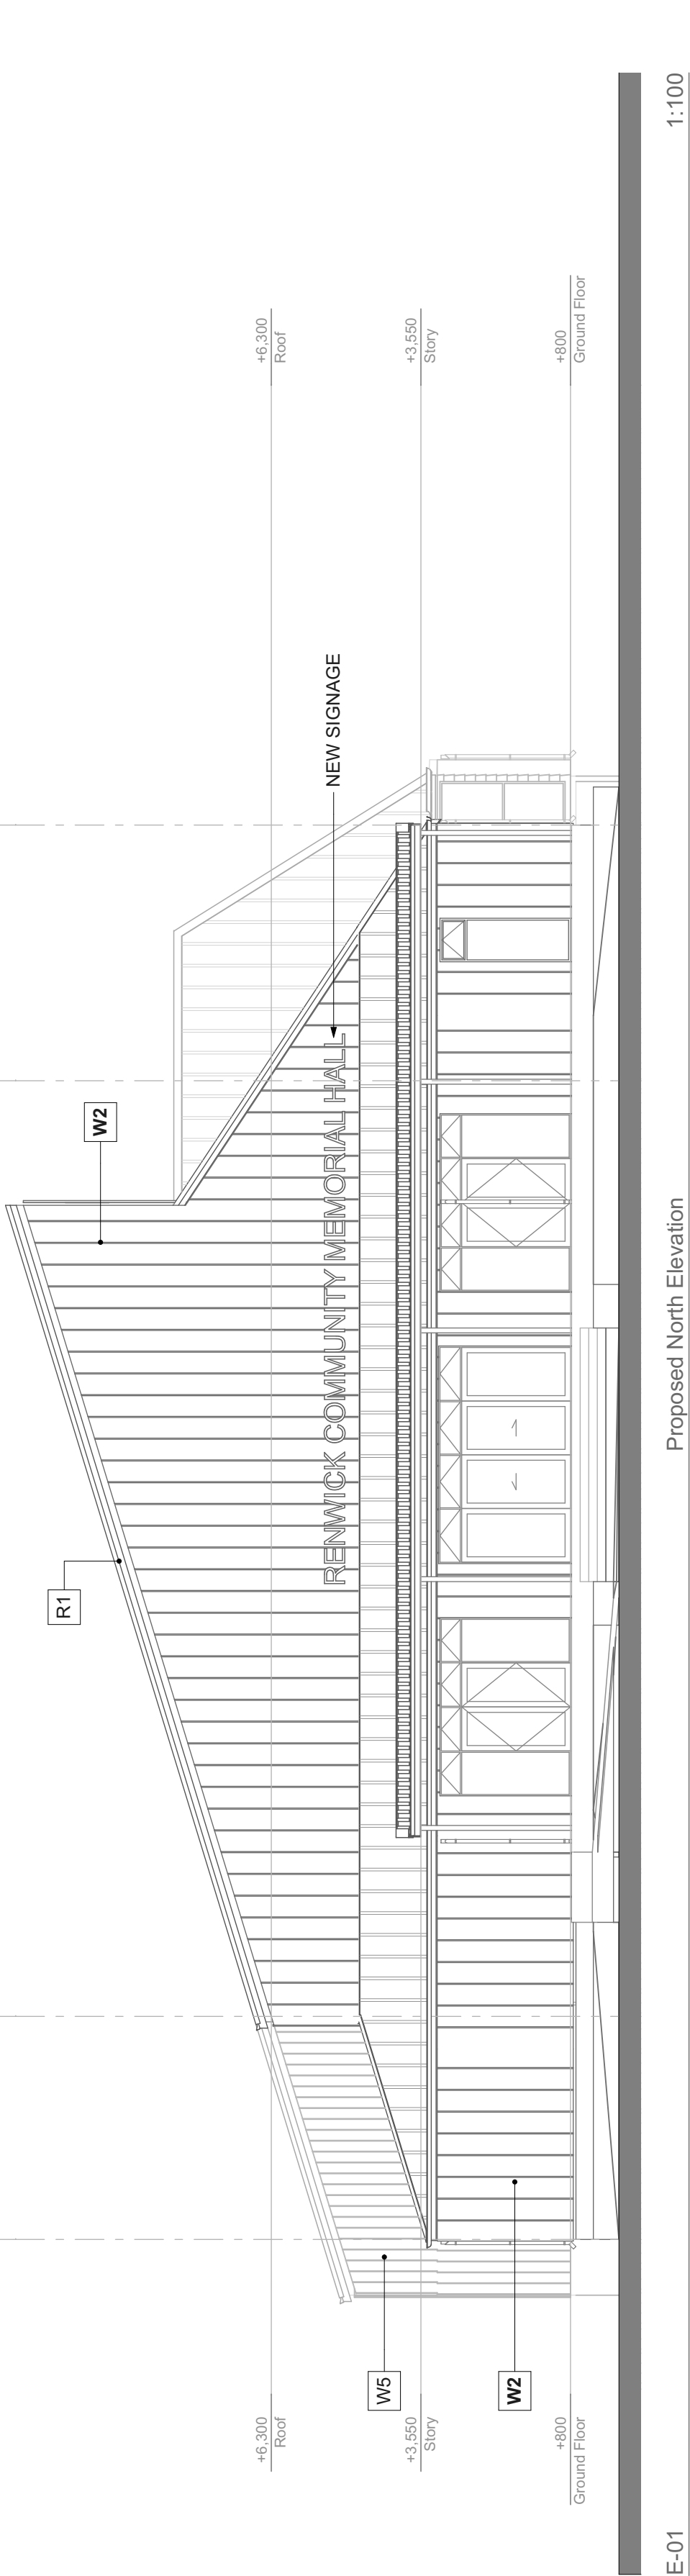 W2
R1
NEW SIGNAGE
RENWICK COMMUNITY MEMORIAL HALL
+6,300
Roof
+6,300
Roof
W5
+3,550
Story
+3,550
Story
W2
+800
Ground Floor
+800
Ground Floor
E-01
Proposed North Elevation
1:100